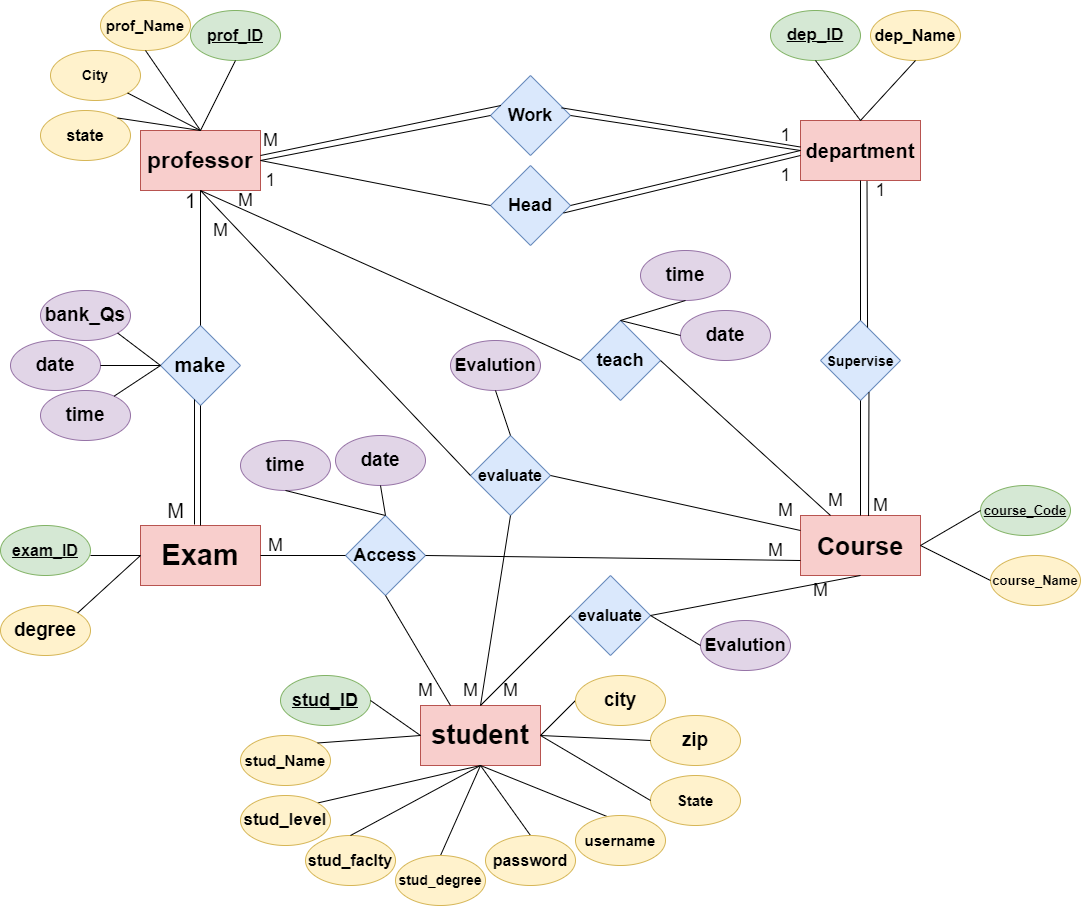 prof_Name
prof_ID
City
state
professor
dep_ID
dep_Name
department
Work
Head
M
1
1
1
1
M
M
1
bank_Qs
date
time
make
time
date
teach
Supervise
Evalution
evaluate
time
date
Access
M
M
M
M
M
M
M
exam_ID
degree
Exam
Course
course_Code
course_Name
evaluate
Evalution
M
M
M
stud_ID
stud_Name
stud_level
stud_faclty
stud_degree
password
username
student
city
zip
State